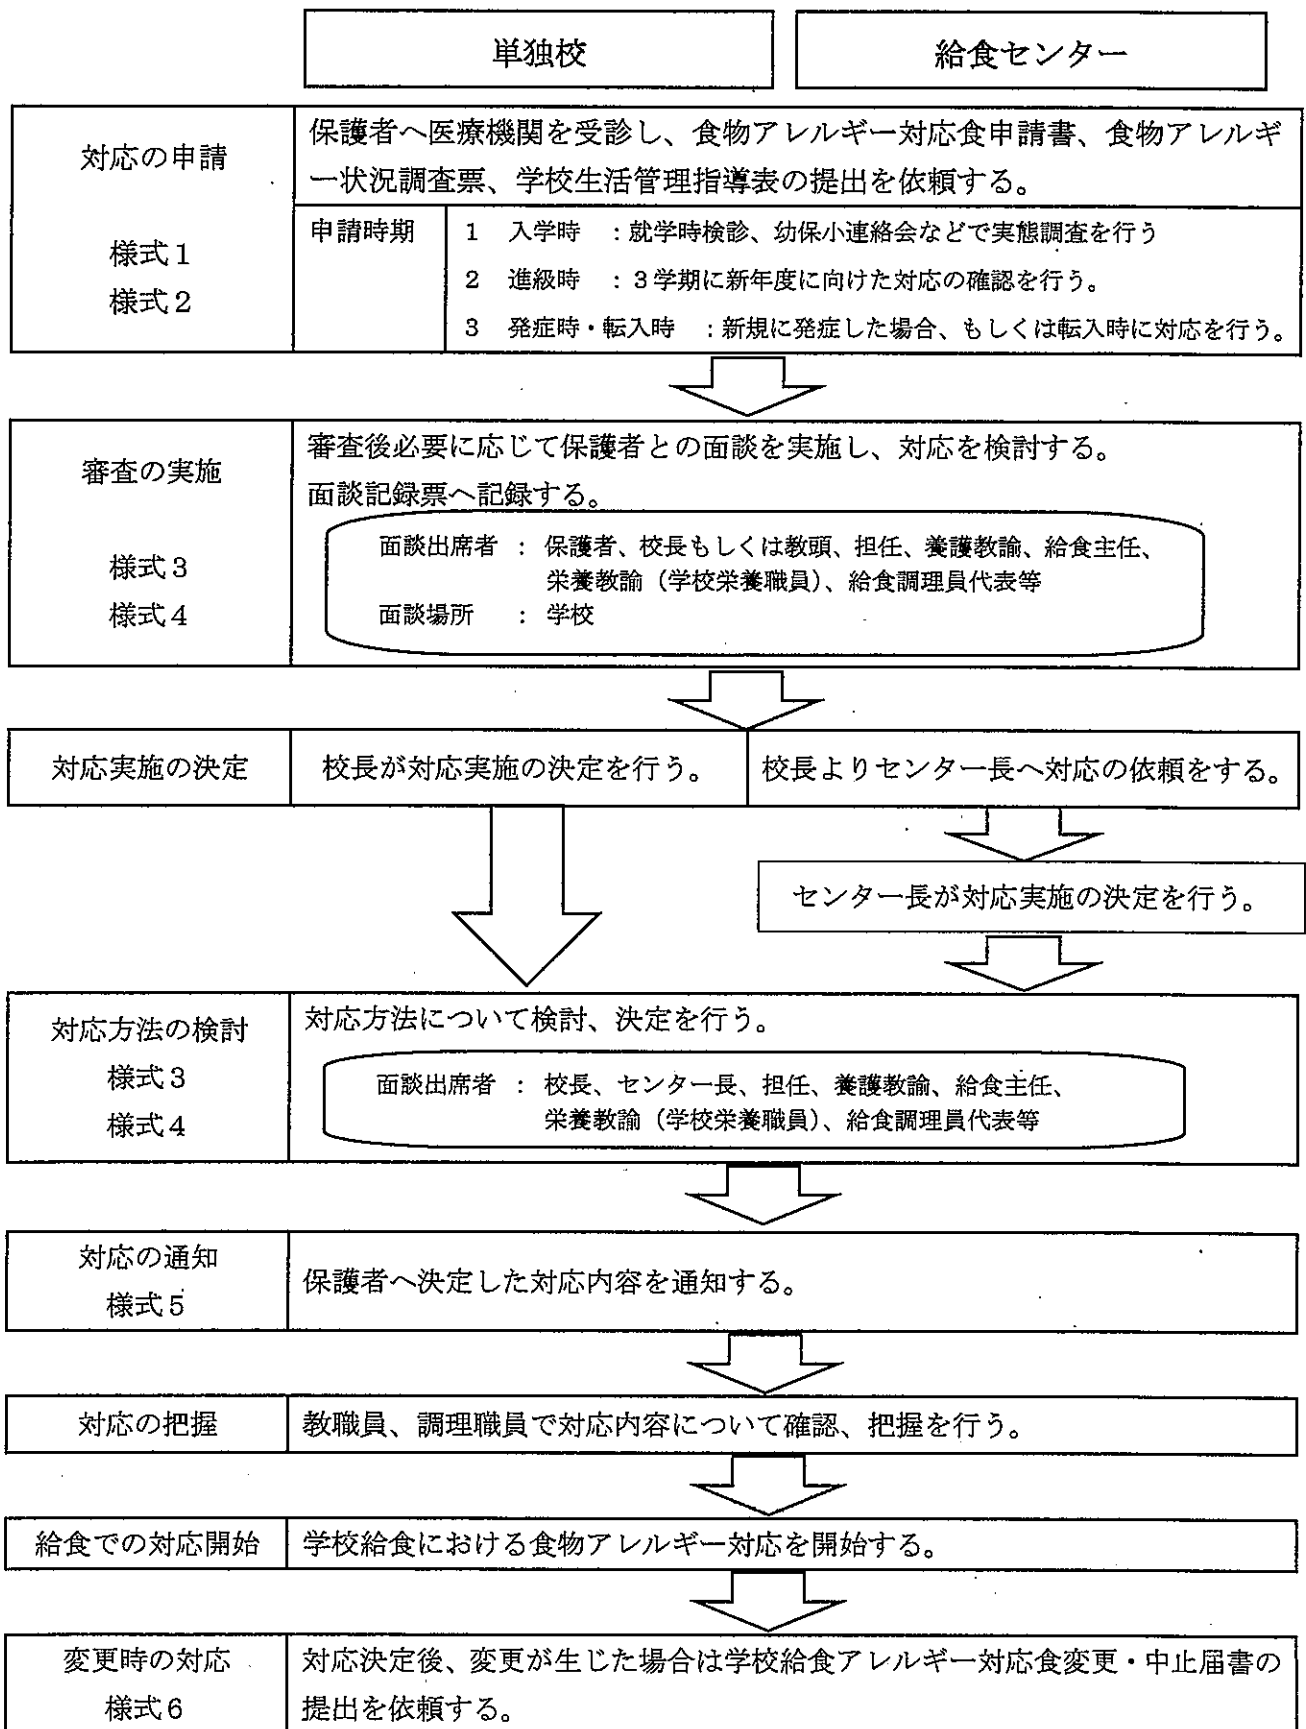 単独校
給食センター
対応の申請
様式1
様式2
保護者へ医療機関を受診し、食物アレルギー対応食申請書、食物アレルギ
ー状況調査票、学校生活管理指導表の提出を依頼する。
申請時期
1 入学時 :就学時検診、幼保小連絡会などで実態調査を行う
2 進級時 :3学期に新年度に向けた対応の確認を行う。
3 発症時・転入時 :新規に発症した場合、もしくは転入時に対応を行う。
審査の実施
様式3
様式4
審査後必要に応じて保護者との面談を実施し、対応を検討する。
面談記録票へ記録する。
面談出席者 : 保護者、校長もしくは教頭、担任、養護教諭、給食主任、
栄養教諭(学校栄養職員)、給食調理員代表等
面談場所 : 学校
対応実施の決定
校長が対応実施の決定を行う。
校長よりセンター長へ対応の依頼をする。
センター長が対応実施の決定を行う。
対応方法の検討
様式3
様式4
対応方法について検討、決定を行う。
面談出席者 : 校長、センター長、担任、養護教諭、給食主任、
栄養教諭(学校栄養職員)、給食調理員代表等
対応の通知
様式5
保護者へ決定した対応内容を通知する。
対応の把握
教職員、調理職員で対応内容について確認、把握を行う。
給食での対応開始
学校給食における食物アレルギー対応を開始する。
変更時の対応
様式6
対応決定後、変更が生じた場合は学校給食アレルギー対応食変更・中止届書の
提出を依頼する。